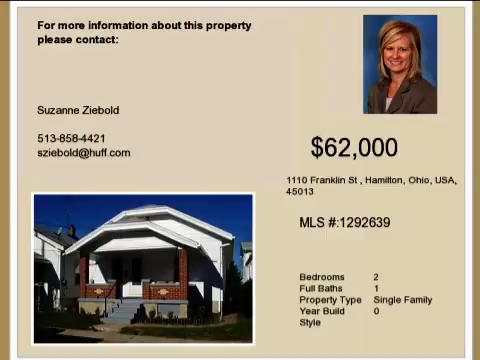 For more information about this property
please contact:
Suzanne Ziebold
513-858-4421
sziebold@huff.com
$62,000
1110 Franklin St , Hamilton, Ohio, USA,
45013
MLS #:1292639
Bedrooms 2
Full Baths 1
Property Type Single Family
Year Build 0
Style